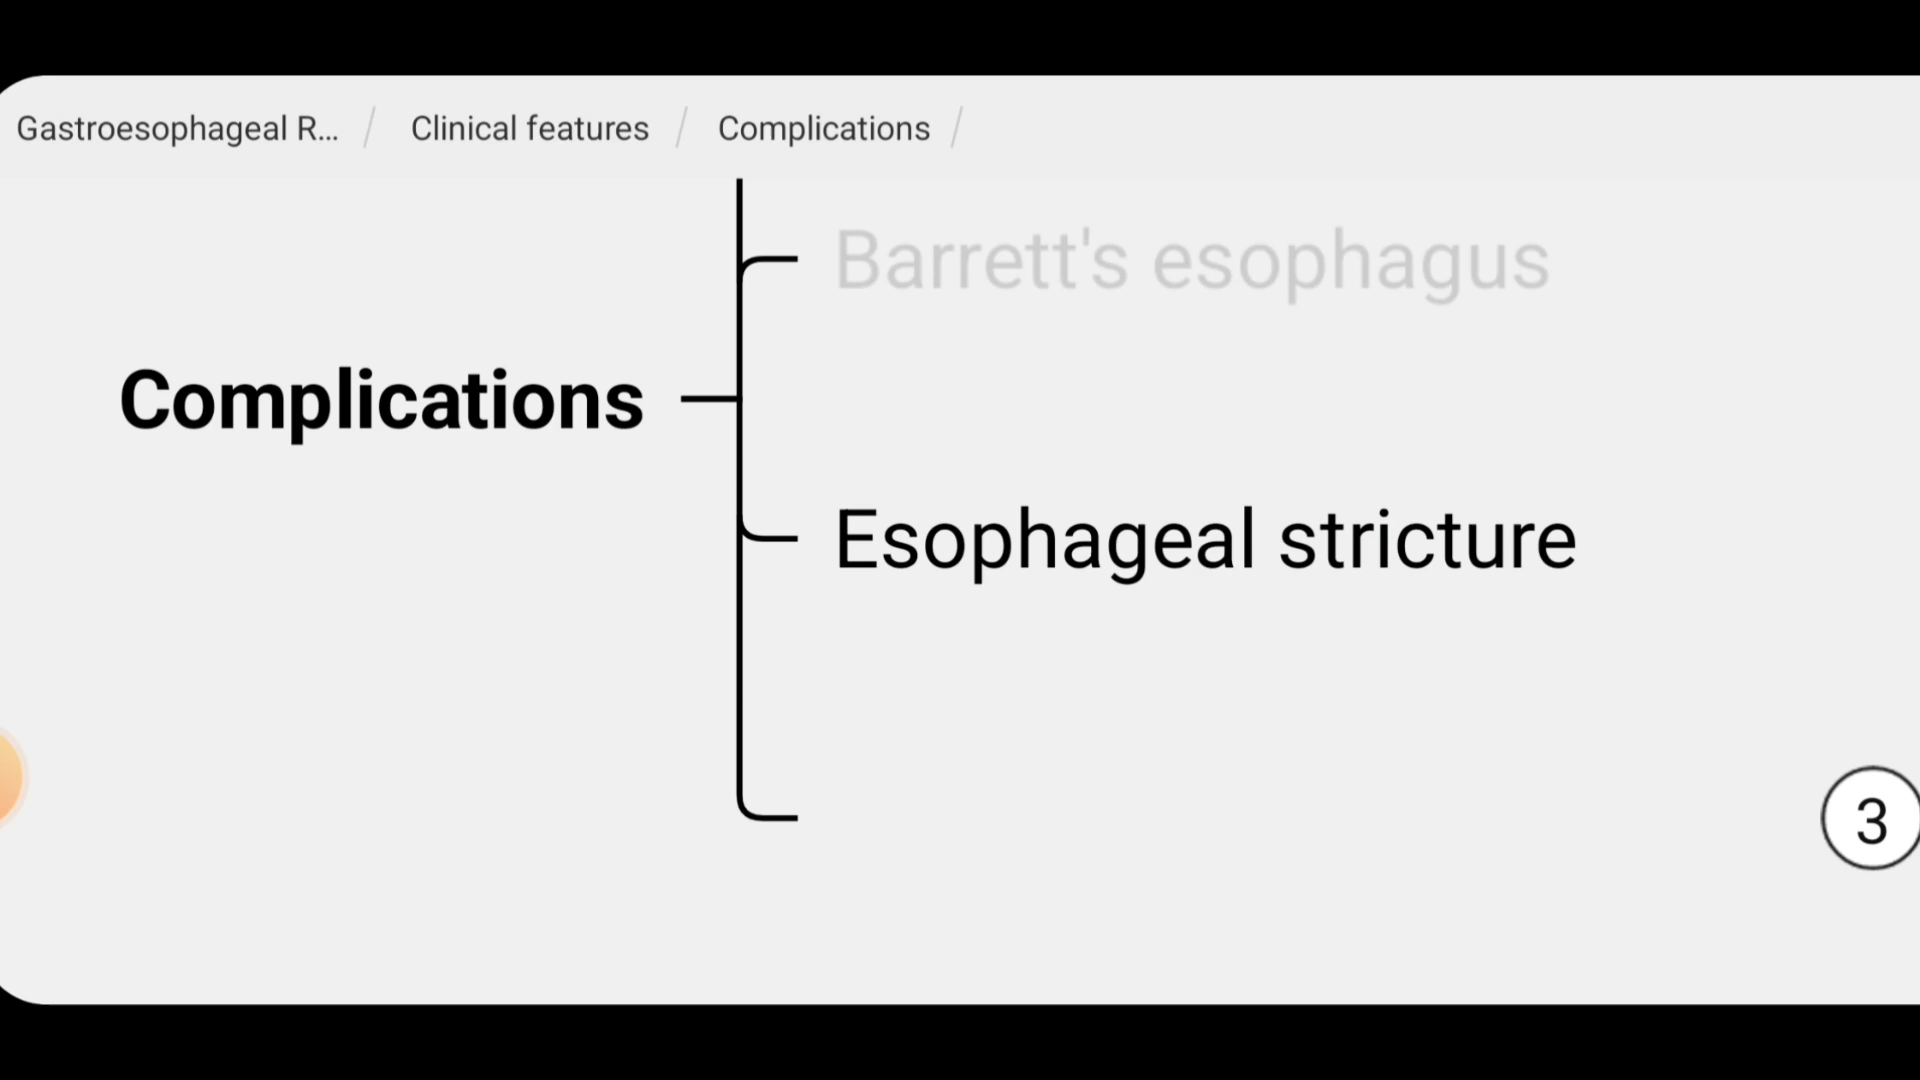 Gastroesophageal R... / Clinical features / Complications /
Barrett's esophagus
Complications
Esophageal stricture
3